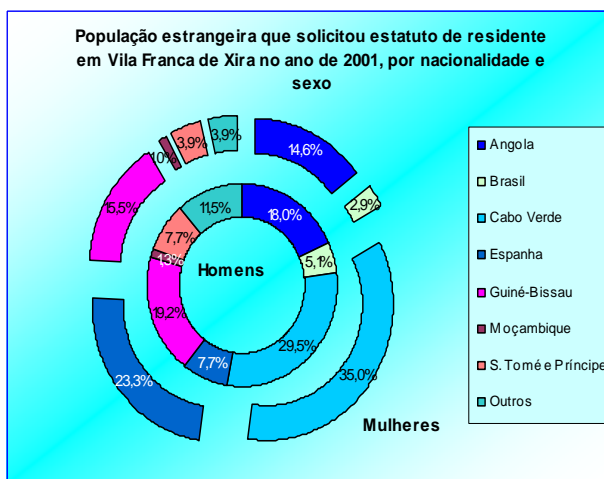 População estrangeira que solicitou estatuto de residente
em Vila Franca de Xira no ano de 2001, por nacionalidade e
sexo
3,9%
3,9%
14,6%
1,0%
2,9%
15,5%
11,5%
18,0%
7,7%
5,1%
1,3%
Homens
19,2%
29,5%
7,7%
23,3%
35,0%
Mulheres
Angola
Brasil
Cabo Verde
Espanha
Guiné-Bissau
Moçambique
S. Tomé e Príncipe
Outros